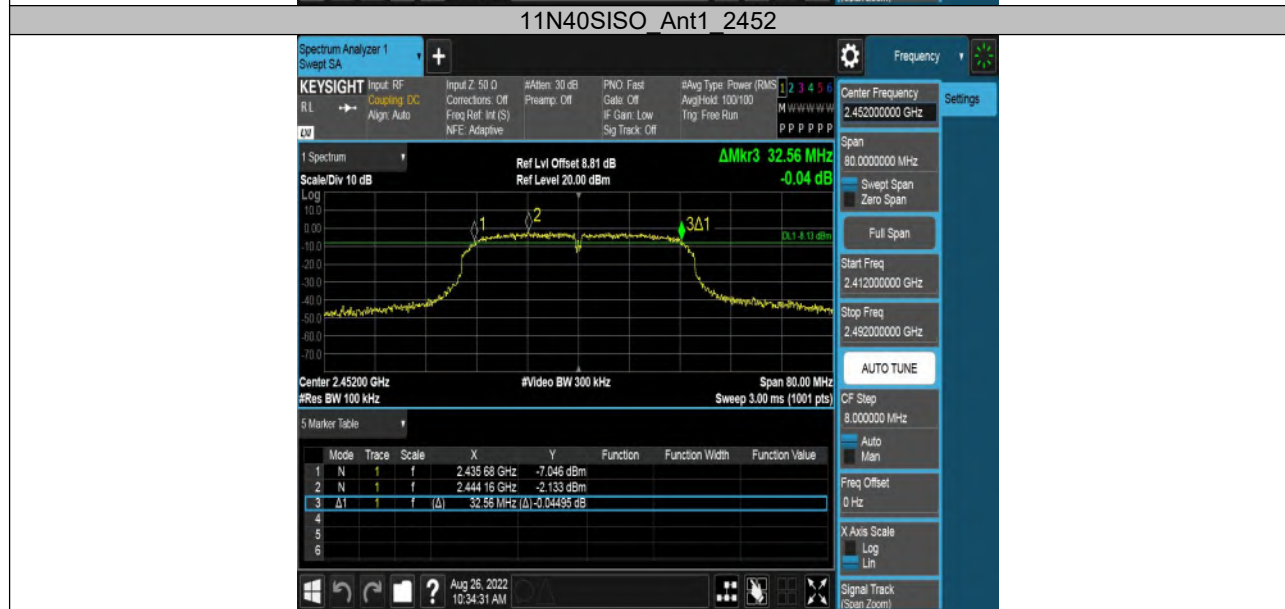 11N40SISO_Ant1_2452
Spectrum Analyzer 1
Swept SA
+
Frequency
KEYSIGHT
RL
LXI
Input: RF
Coupling: DC
Align: Auto
Input Z: 50 Ω
Corrections: Off
Freq Ref: Int (S)
NFE: Adaptive
#Atten: 30 dB
Preamp: Off
PNO: Fast
Gate: Off
IF Gain: Low
Sig Track: Off
#Avg Type: Power (RMS
Avg|Hold: 100/100
Trig: Free Run
1 2 3 4 5 6
M W W W W W
P P P P P P
Settings
Center Frequency
2.452000000 GHz
Span
80.0000000 MHz
Swept Span
Zero Span
Full Span
Start Freq
2.412000000 GHz
Stop Freq
2.492000000 GHz
AUTO TUNE
CF Step
8.000000 MHz
Auto
Man
Freq Offset
0 Hz
X Axis Scale
Log
Lin
Signal Track
(Span Zoom)
1 Spectrum
Scale/Div 10 dB
Ref Lvl Offset 8.81 dB
Ref Level 20.00 dBm
ΔMkr3 32.56 MHz
-0.04 dB
Log
10.0
0.00
-10.0
-20.0
-30.0
-40.0
-50.0
-60.0
-70.0
1
2
3Δ1
DL1 -8.13 dBm
Center 2.45200 GHz
#Video BW 300 kHz
Span 80.00 MHz
#Res BW 100 kHz
Sweep 3.00 ms (1001 pts)
5 Marker Table
Mode Trace Scale X Y Function Function Width Function Value
1 N 1 f 2.435 68 GHz -7.046 dBm
2 N 1 f 2.444 16 GHz -2.133 dBm
3 Δ1 1 f (Δ) 32.56 MHz (Δ) -0.04495 dB
4
5
6
?
Aug 26, 2022
10:34:31 AM